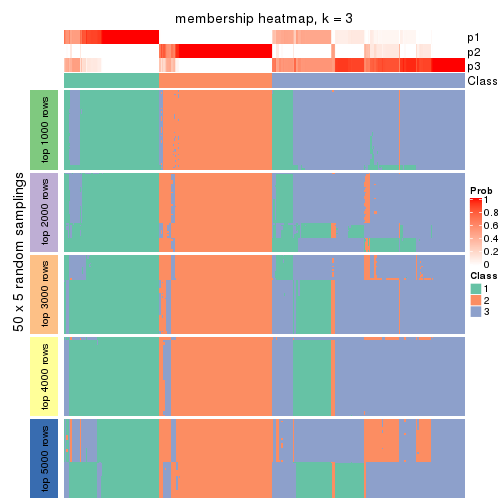 membership heatmap, k = 3
p1
p2
p3
Class
50 x 5 random samplings
top 1000 rows
top 2000 rows
top 3000 rows
top 4000 rows
top 5000 rows
Prob
1
0.8
0.6
0.4
0.2
0
Class
1
2
3